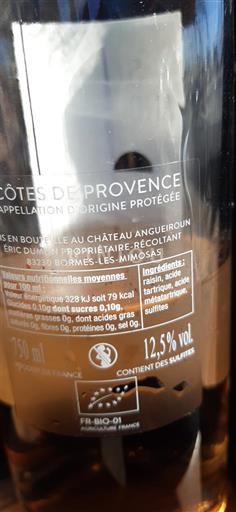 CÔTES DE PROVENCE
APPELLATION D'ORIGINE PROTÉGÉE
IS EN BOUTEILLE AU CHÂTEAU ANGUEIROUN
ÉRIC DUMON PROPRIÉTAIRE-RÉCOLTANT
83230 BORMES-LES-MIMOSAS
Valeurs nutritionnelles moyennes
pour 100 ml :
Valeur énergétique 328 kJ soit 79 kcal
Glucides 0,10g dont sucres 0,10g,
matières grasses 0g, dont acides gras
saturés 0g, fibres 0g, protéines 0g, sel 0g.
Ingrédients :
raisin, acide
tartrique, acide
métatartrique,
sulfites
750 ml
12,5% vol.
PRODUIT DE FRANCE
CONTIENT DES SULFITES
FR-BIO-01
AGRICULTURE FRANCE